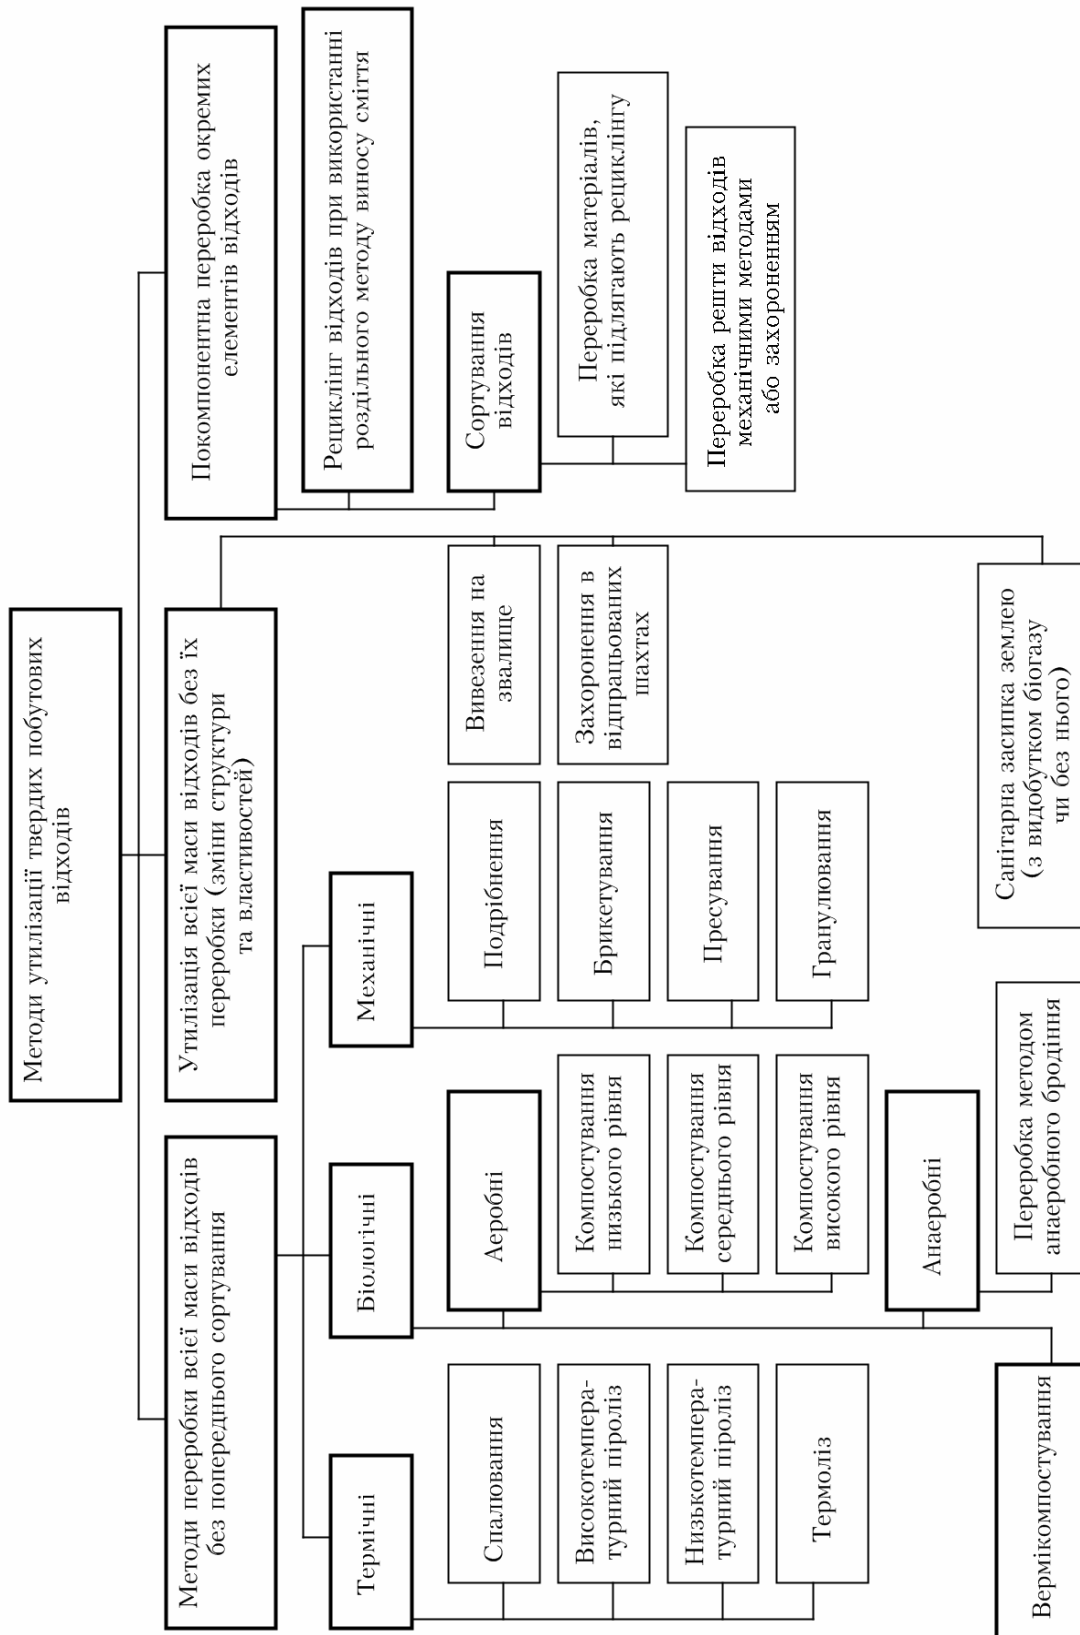 Методи утилізації твердих побутових
відходів
Методи переробки всієї маси відходів
без попереднього сортування
Утилізація всієї маси відходів без їх
переробки (зміни структури
та властивостей)
Покомпонентна переробка окремих
елементів відходів
Термічні
Біологічні
Механічні
Рециклінг відходів при використанні
роздільного методу виносу сміття
Спалювання
Аеробні
Подрібнення
Вивезення на
звалище
Сортування
відходів
Високотемпера-
турний піроліз
Компостування
низького рівня
Брикетування
Захоронення в
відпрацьованих
шахтах
Переробка матеріалів,
які підлягають рециклінгу
Низькотемпера-
турний піроліз
Компостування
середнього рівня
Пресування
Переробка решти відходів
механічними методами
або захороненням
Термоліз
Компостування
високого рівня
Гранулювання
Анаеробні
Вермікомпостування
Переробка методом
анаеробного бродіння
Санітарна засипка землею
(з видобутком біогазу
чи без нього)